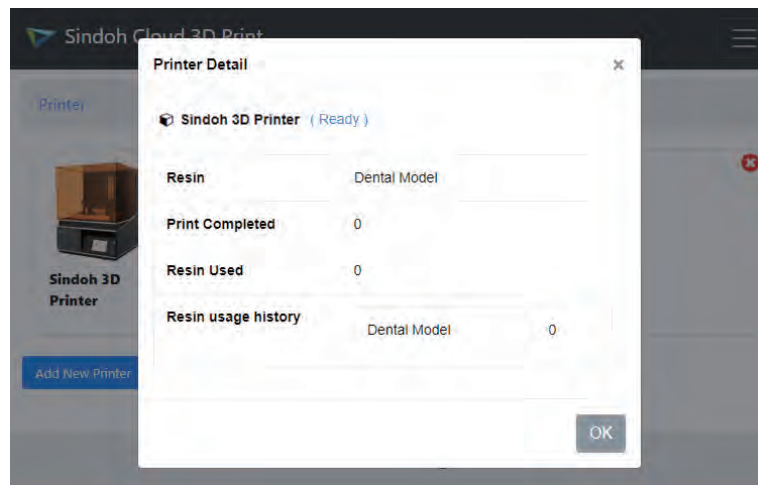 Sindoh Cloud 3D Print
Printer Detail
×
Printer
Sindoh 3D Printer ( Ready )
Resin Dental Model
Print Completed 0
Resin Used 0
Sindoh 3D
Printer
Resin usage history
Dental Model 0
Add New Printer
OK